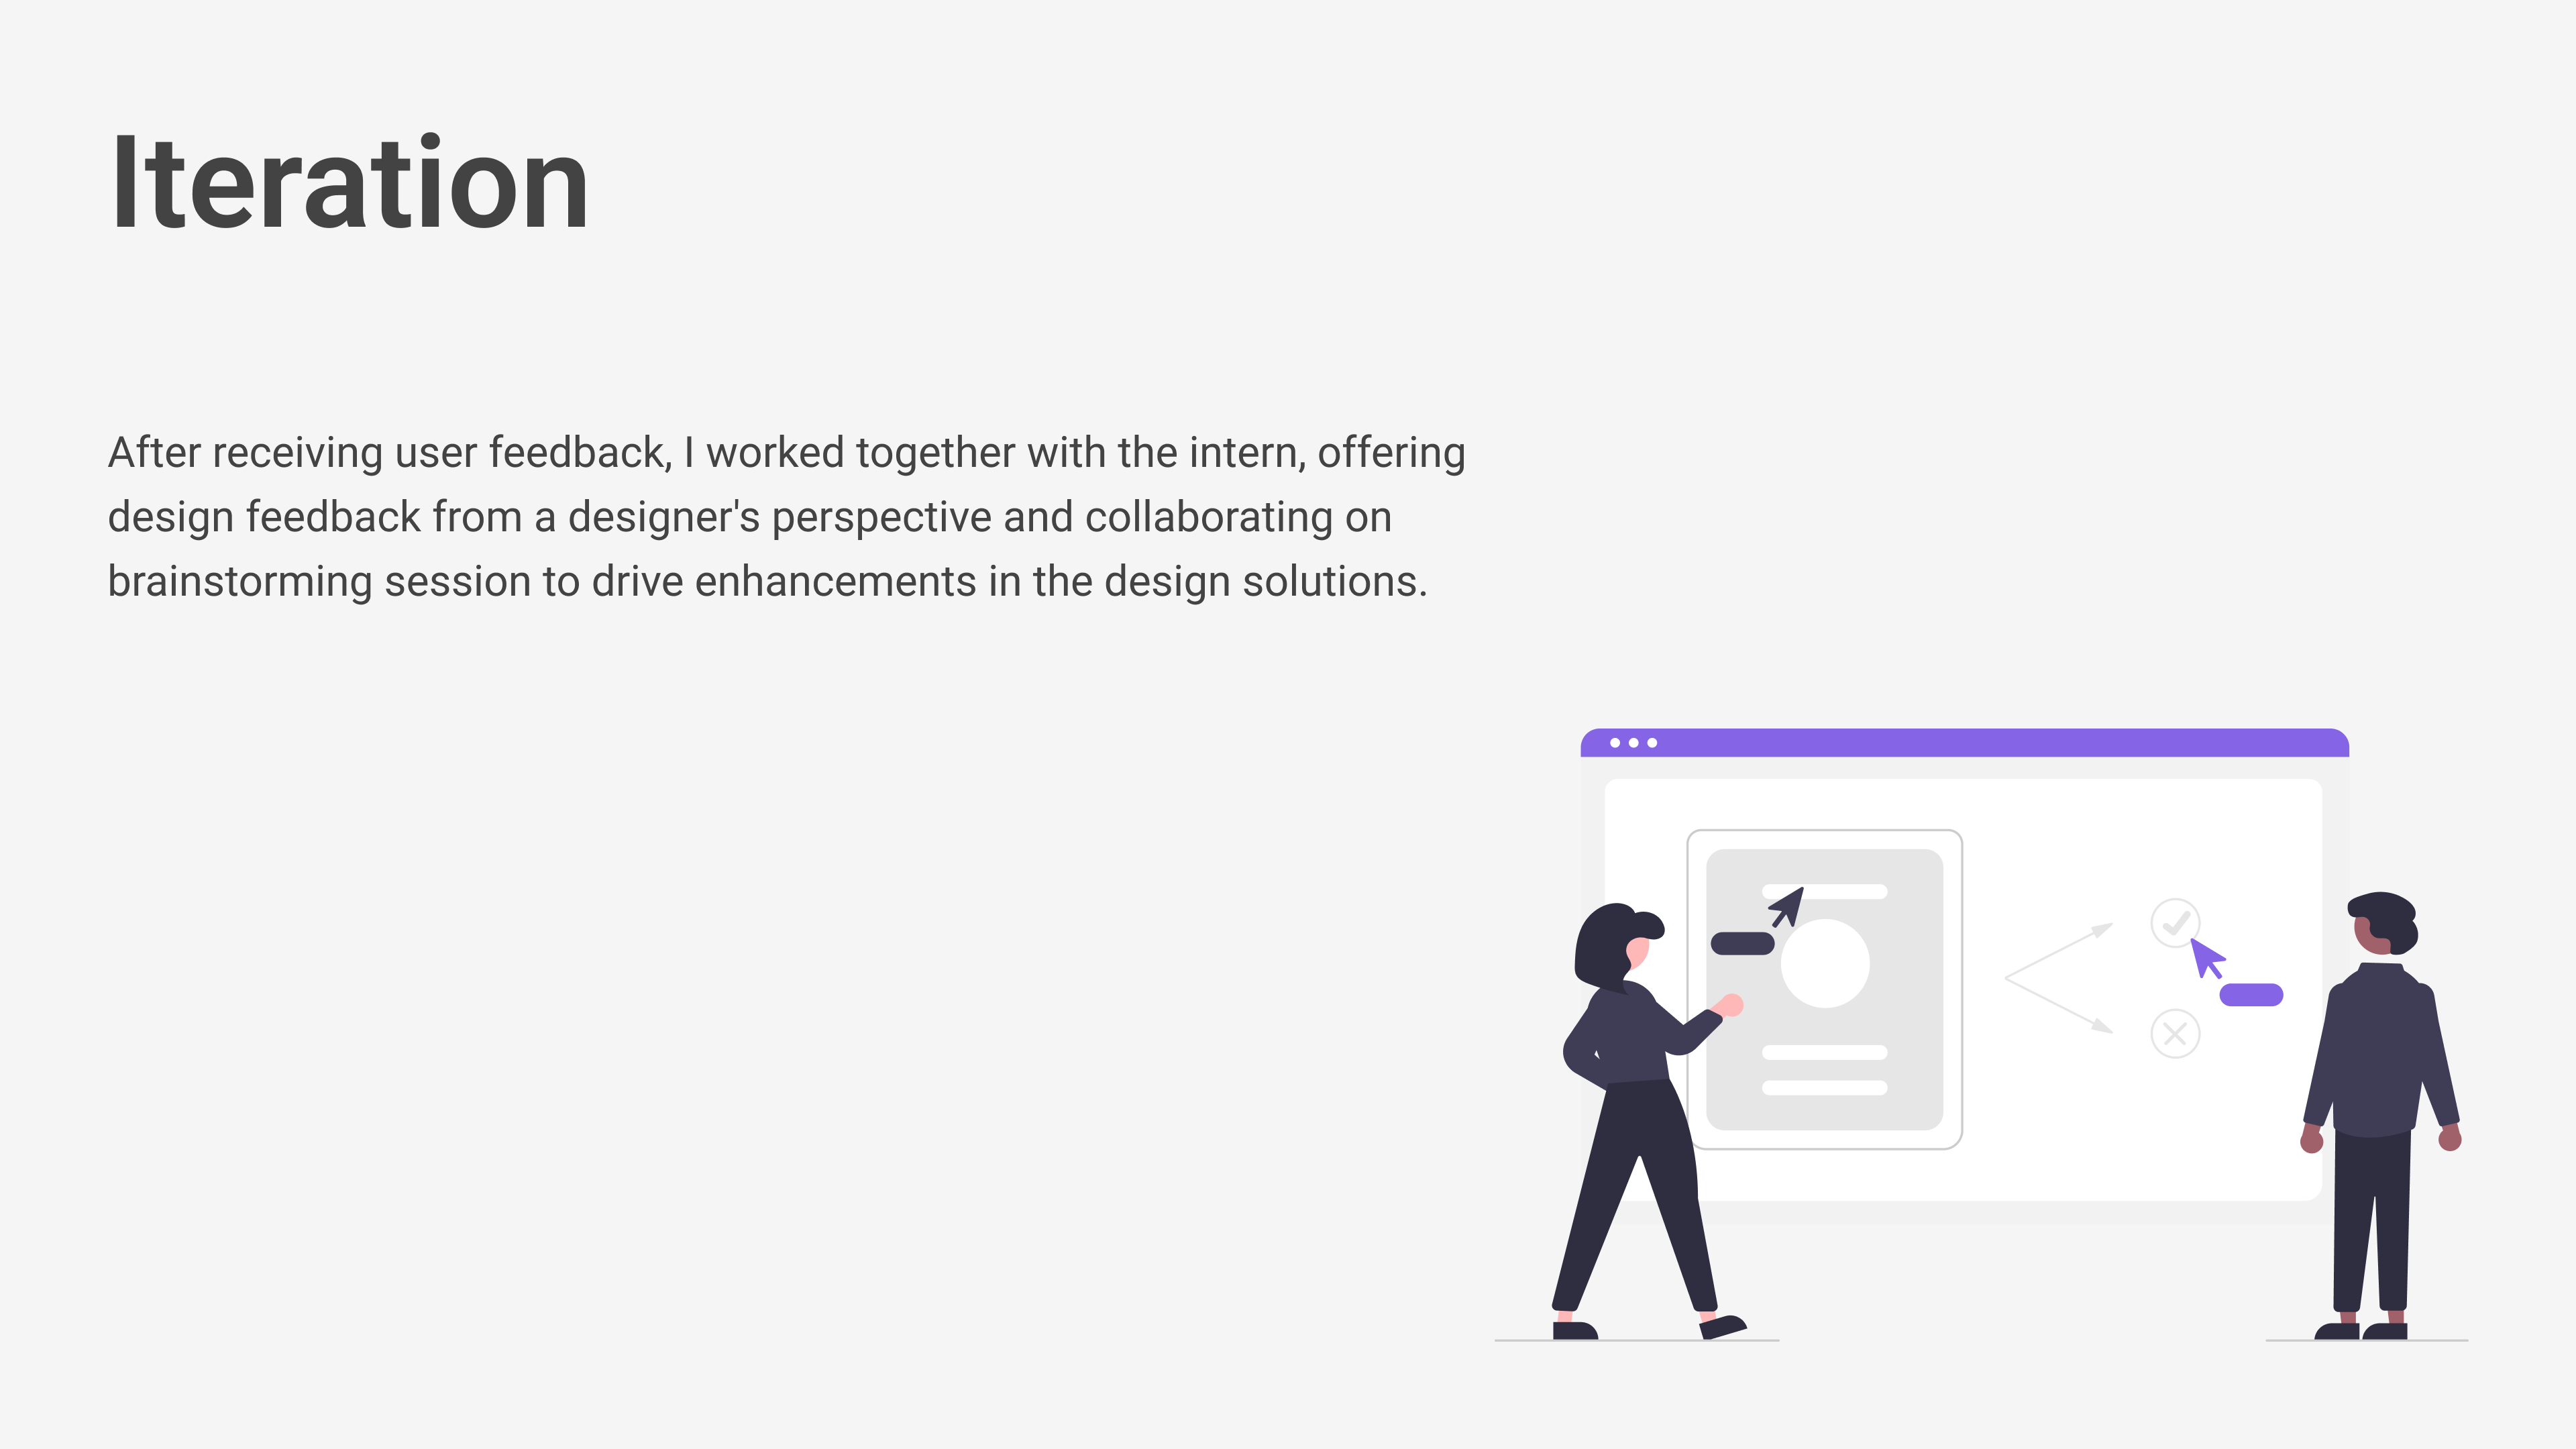 Iteration
After receiving user feedback, I worked together with the intern, offering
design feedback from a designer's perspective and collaborating on
brainstorming session to drive enhancements in the design solutions.